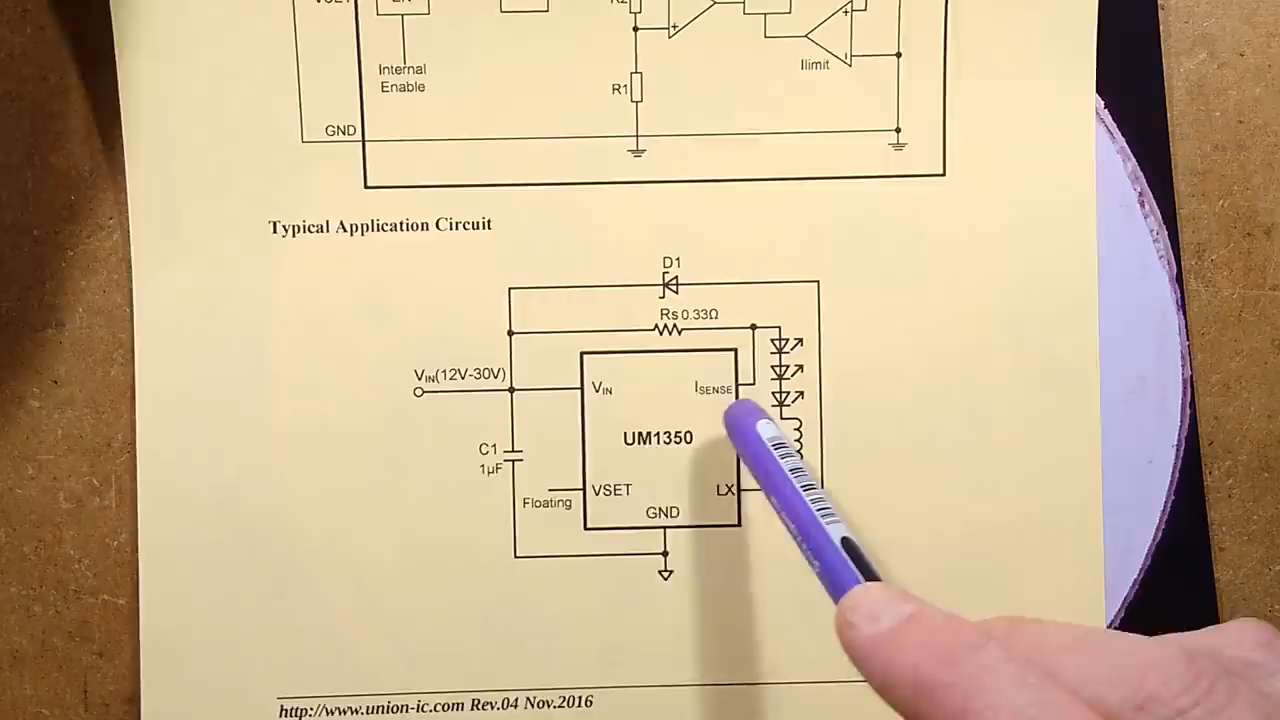 Internal
Enable
R1
Ilimit
GND
Typical Application Circuit
D1
Rs 0.33Ω
VIN(12V-30V)
VIN
ISENSE
UM1350
C1
1µF
Floating
VSET
LX
GND
http://www.union-ic.com Rev.04 Nov.2016